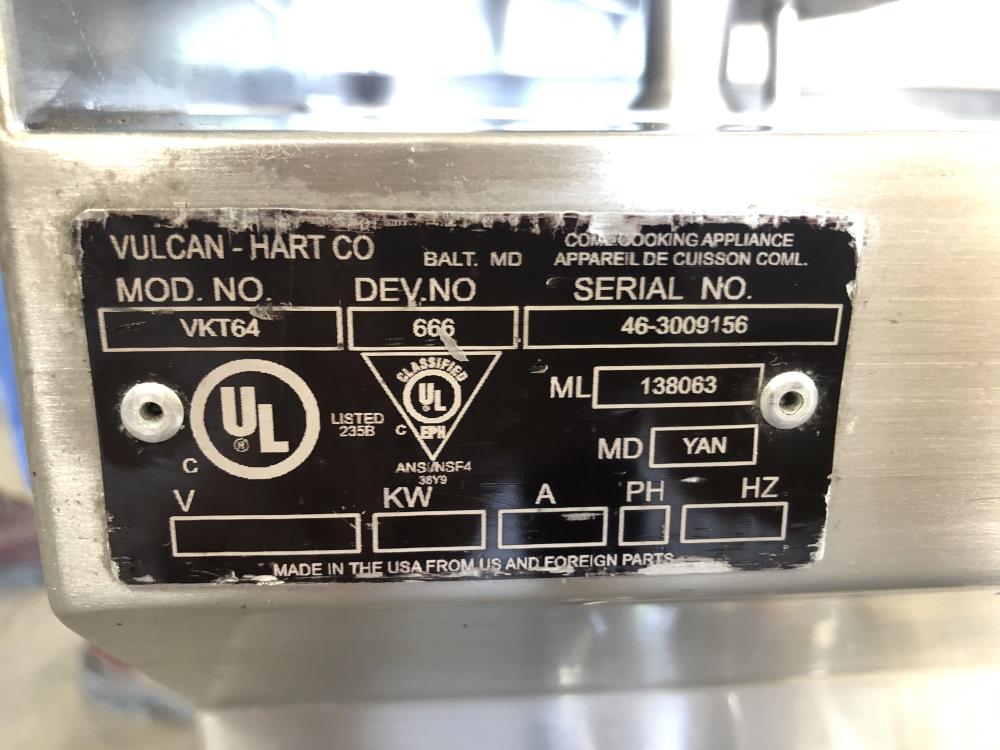 VULCAN - HART CO BALT. MD
COML COOKING APPLIANCE
APPAREIL DE CUISSON COML.
MOD. NO. DEV.NO SERIAL NO.
VKT64 666 46-3009156
CLASSIFIED
UL
C EPH
ANSI/NSF4
38Y9
C UL ®
LISTED
235B
ML 138063
MD YAN
V KW A PH HZ
MADE IN THE USA FROM US AND FOREIGN PARTS